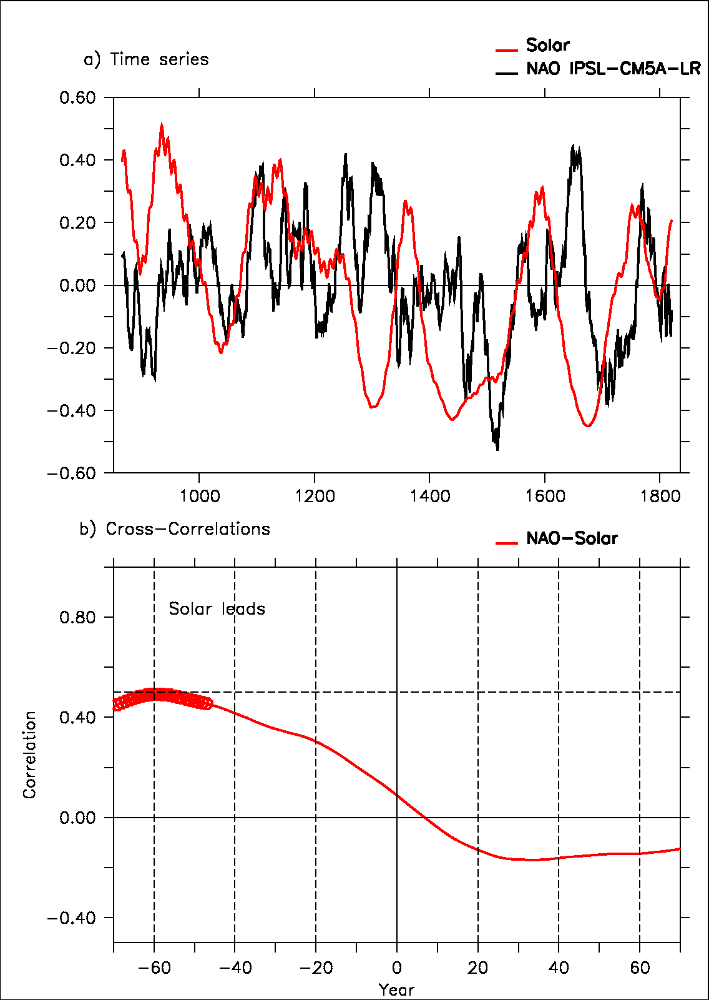 Solar
a) Time series
NAO IPSL-CM5A-LR
0.60
0.40
0.20
0.00
-0.20
-0.40
-0.60
1000 1200 1400 1600 1800
b) Cross-Correlations
NAO-Solar
Solar leads
0.80
0.40
0.00
-0.40
Correlation
-60 -40 -20 0 20 40 60
Year